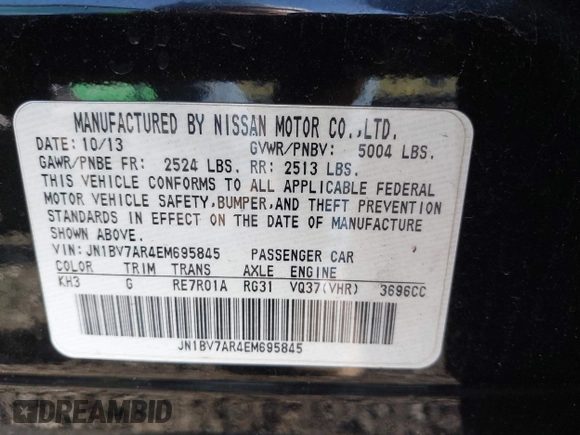 MANUFACTURED BY NISSAN MOTOR CO.,LTD.
DATE: 10/13 GVWR/PNBV: 5004 LBS.
GAWR/PNBE FR: 2524 LBS. RR: 2513 LBS.
THIS VEHICLE CONFORMS TO ALL APPLICABLE FEDERAL
MOTOR VEHICLE SAFETY,BUMPER,AND THEFT PREVENTION
STANDARDS IN EFFECT ON THE DATE OF MANUFACTURE
SHOWN ABOVE.
VIN:JN1BV7AR4EM695845 PASSENGER CAR
COLOR TRIM TRANS AXLE ENGINE
KH3 G RE7R01A RG31 VQ37(VHR) 3696CC
JN1BV7AR4EM695845
DREAMBID